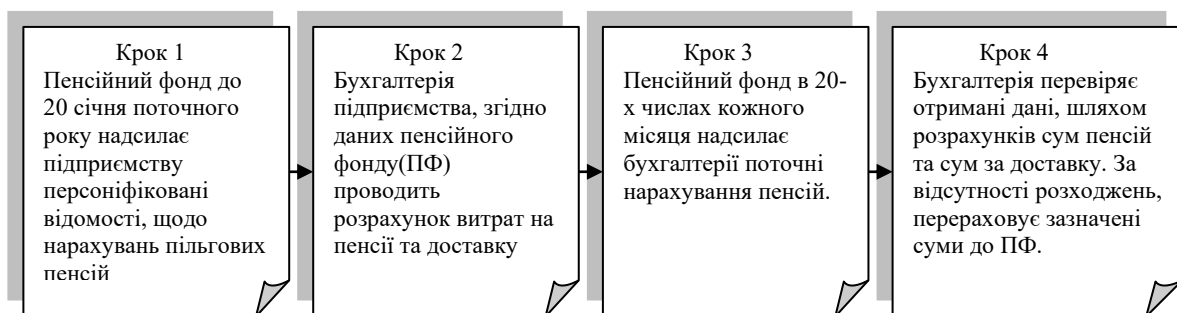 Крок 1
Пенсійний фонд до
20 січня поточного
року надсилає
підприємству
персоніфіковані
відомості, щодо
нарахувань пільгових
пенсій
Крок 2
Бухгалтерія
підприємства, згідно
даних пенсійного
фонду(ПФ)
проводить
розрахунок витрат на
пенсії та доставку
Крок 3
Пенсійний фонд в 20-
х числах кожного
місяця надсилає
бухгалтерії поточні
нарахування пенсій.
Крок 4
Бухгалтерія перевіряє
отримані дані, шляхом
розрахунків сум пенсій
та сум за доставку. За
відсутності розходжень,
перераховує зазначені
суми до ПФ.